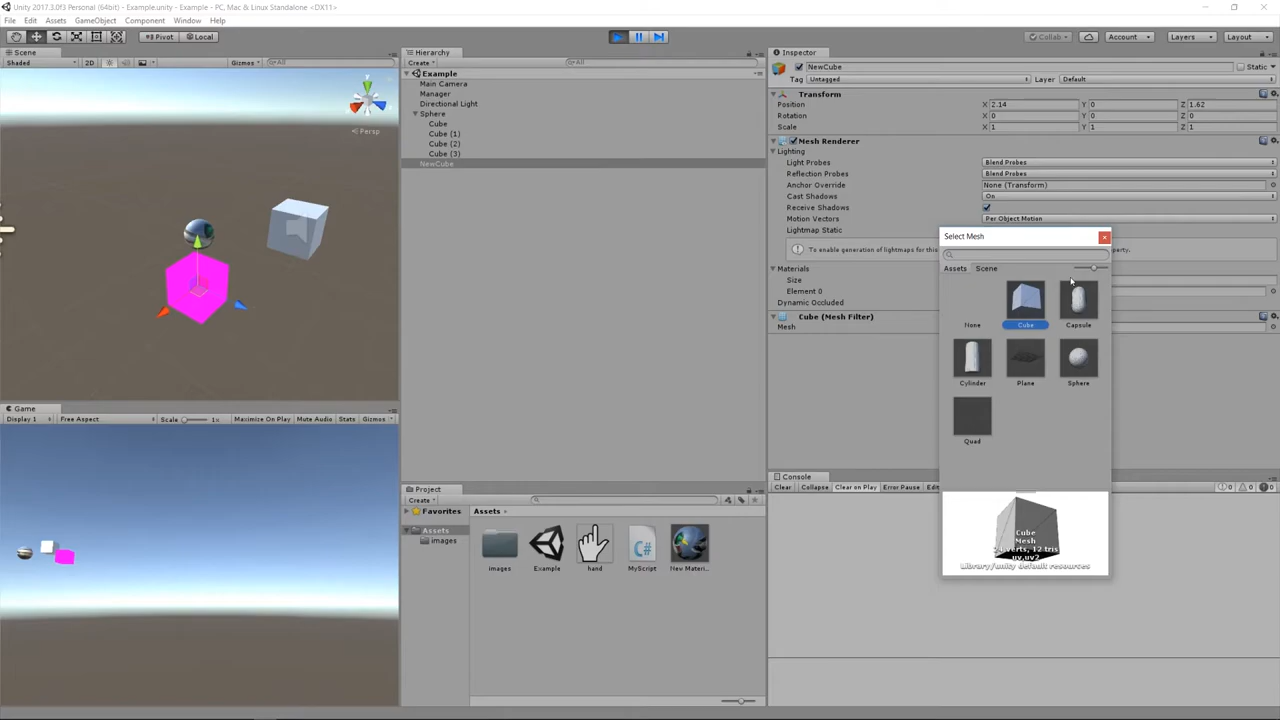 Unity 2017.3.0f3 Personal (64bit) - Example.unity - Example - PC, Mac & Linux Standalone <DX11>
File Edit Assets GameObject Component Window Help
Pivot Local Collab Account Layers Layout
Scene
Shaded 2D Gizmos All
Persp
Game
Display 1 Free Aspect Scale 1x Maximize On Play Mute Audio Stats Gizmos
Hierarchy
Create All
Example
Main Camera
Manager
Directional Light
Sphere
Cube
Cube (1)
Cube (2)
Cube (3)
NewCube
Project
Create
Favorites
Assets
images
Assets
images Example hand MyScript New Materi...
Inspector
NewCube Static
Tag Untagged Layer Default
Transform
Position X 2.14 Y 0 Z 1.62
Rotation X 0 Y 0 Z 0
Scale X 1 Y 1 Z 1
Mesh Renderer
Lighting
Light Probes Blend Probes
Reflection Probes Blend Probes
Anchor Override None (Transform)
Cast Shadows On
Receive Shadows
Motion Vectors Per Object Motion
Lightmap Static
To enable generation of lightmaps for this
Materials
Size
Element 0
Dynamic Occluded
Cube (Mesh Filter)
Mesh
Select Mesh
Assets Scene
None Cube Capsule
Cylinder Plane Sphere
Quad
Cube
Mesh
24 verts, 12 tris
uv,uv2
Library/unity default resources
Console
Clear Collapse Clear on Play Error Pause 0 0 0